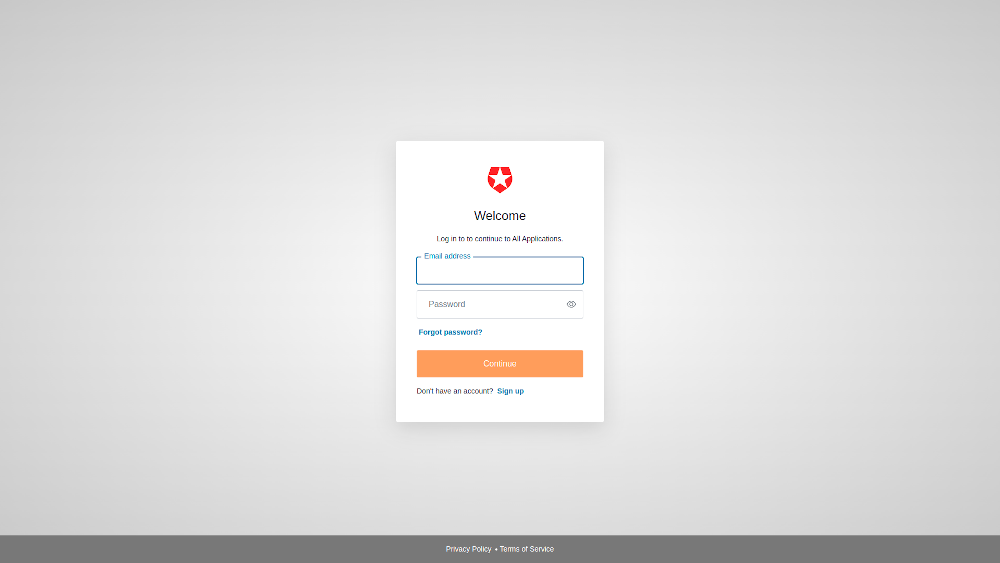 Welcome
Log in to to continue to All Applications.
Email address
Password
Forgot password?
Continue
Don't have an account? Sign up
Privacy Policy • Terms of Service